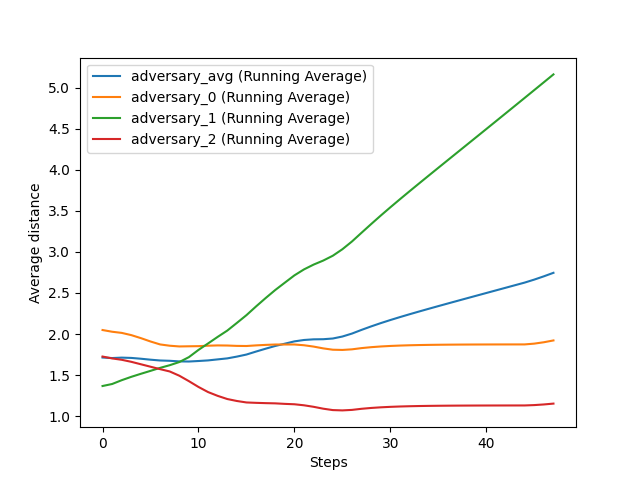 adversary_avg (Running Average)
adversary_0 (Running Average)
adversary_1 (Running Average)
adversary_2 (Running Average)
Average distance
5.0
4.5
4.0
3.5
3.0
2.5
2.0
1.5
1.0
0 10 20 30 40
Steps